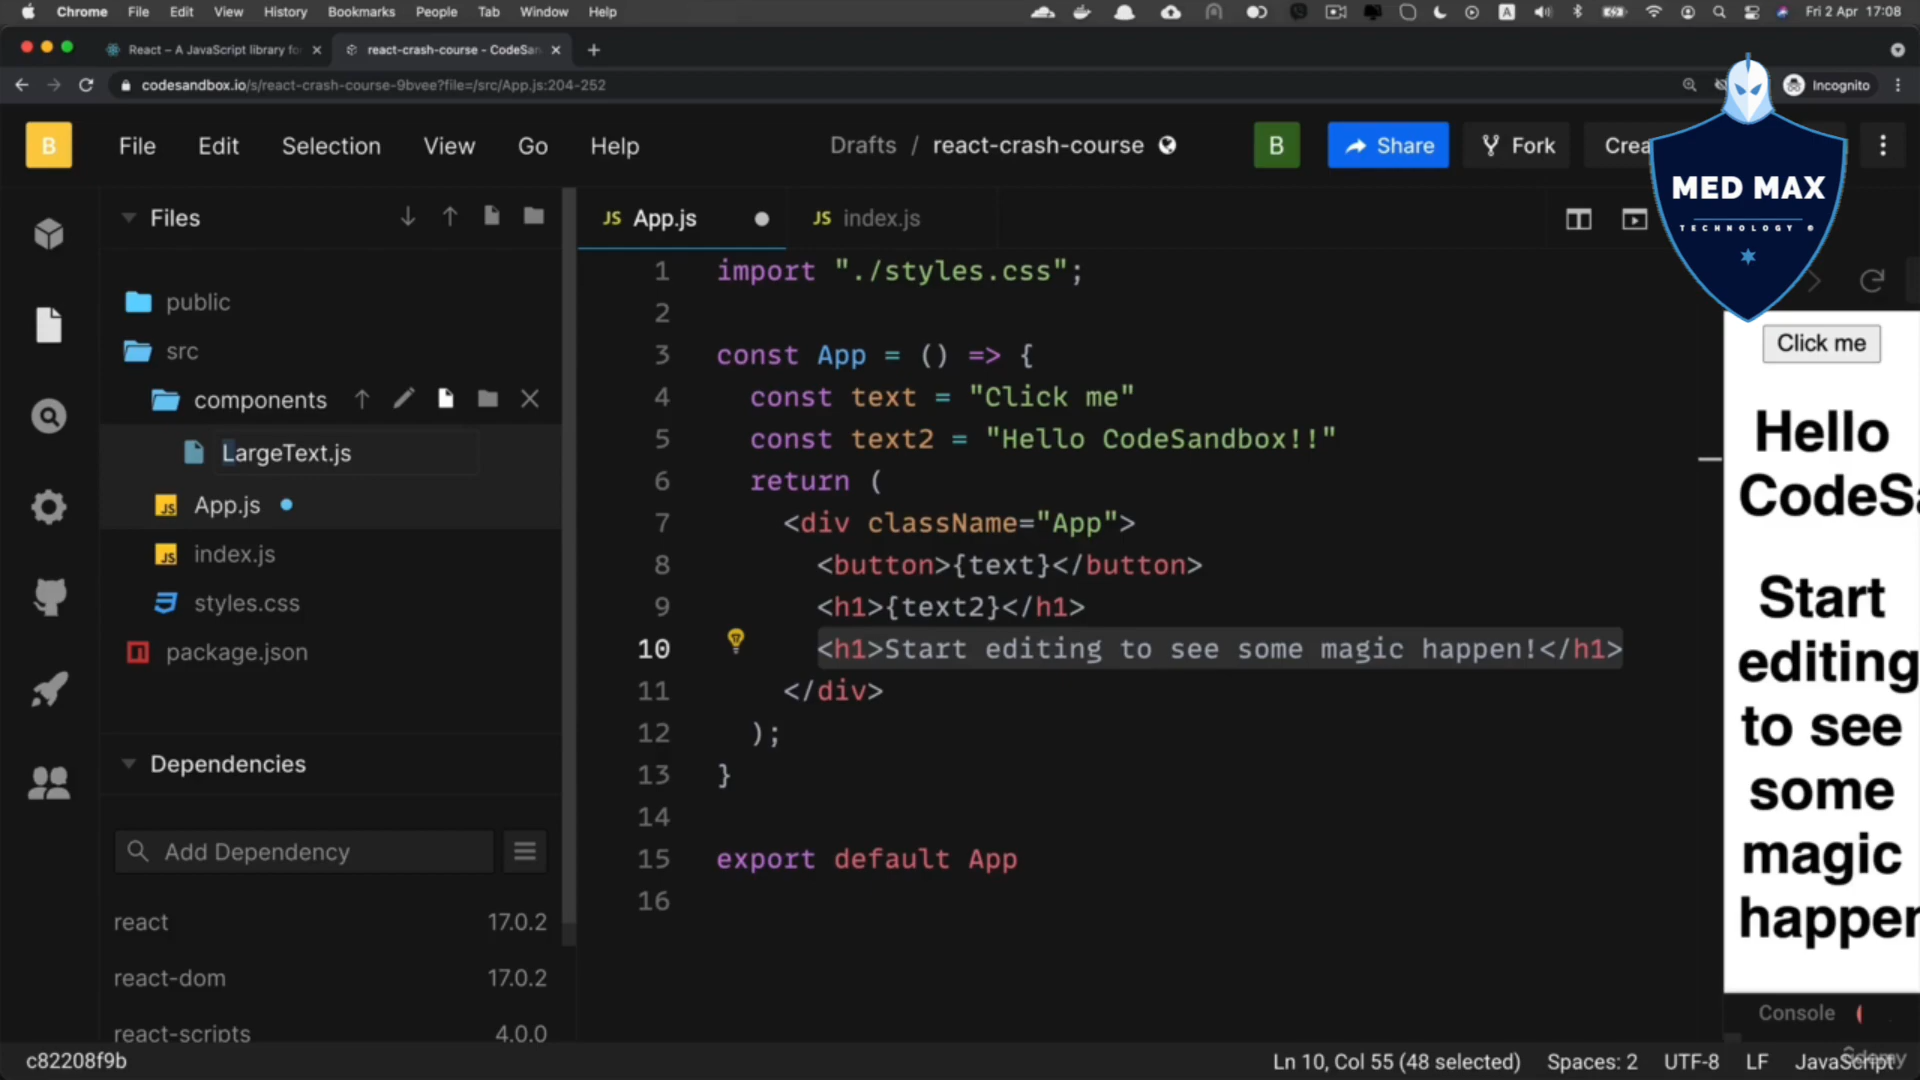 Chrome File Edit View History Bookmarks People Tab Window Help Fri 2 Apr 17:08
React – A JavaScript library for react-crash-course - CodeSan
codesandbox.io/s/react-crash-course-9bvee?file=/src/App.js:204-252 Incognito
B File Edit Selection View Go Help Drafts / react-crash-course B Share Fork Crea
MED MAX
TECHNOLOGY
Files
public
src
components
LargeText.js
App.js
index.js
styles.css
package.json
Dependencies
Add Dependency
react 17.0.2
react-dom 17.0.2
react-scripts 4.0.0
JS App.js JS index.js
1 import "./styles.css";
2
3 const App = () => {
4 const text = "Click me"
5 const text2 = "Hello CodeSandbox!!"
6 return (
7 <div className="App">
8 <button>{text}</button>
9 <h1>{text2}</h1>
10 <h1>Start editing to see some magic happen!</h1>
11 </div>
12 );
13 }
14
15 export default App
16
Click me
Hello
CodeSa
Start
editing
to see
some
magic
happen
Console
c82208f9b Ln 10, Col 55 (48 selected) Spaces: 2 UTF-8 LF JavaScript
Udemy